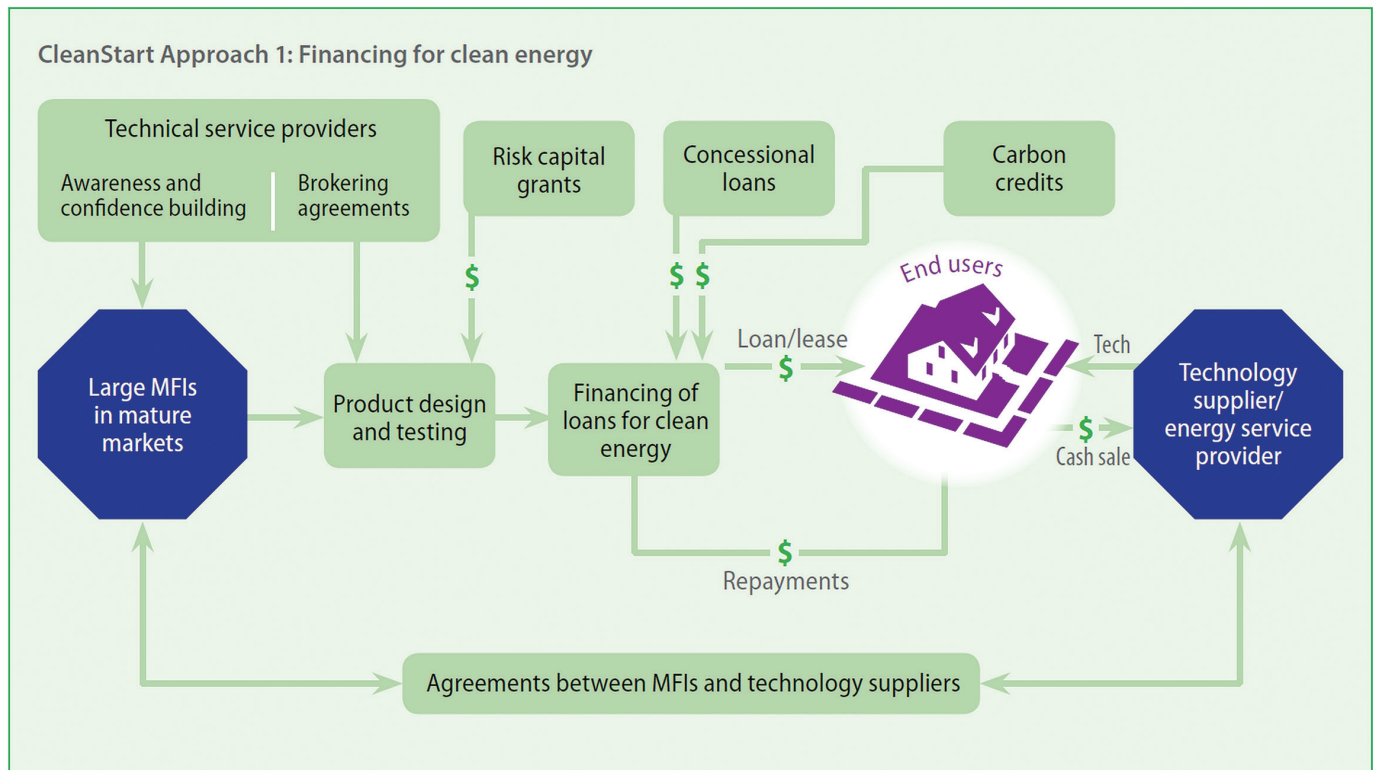 CleanStart Approach 1: Financing for clean energy
Technical service providers
Awareness and
confidence building
Brokering
agreements
Risk capital
grants
Concessional
loans
Carbon
credits
$
$ $
End users
Large MFIs
in mature
markets
Product design
and testing
Financing of
loans for clean
energy
Loan/lease
$
Tech
Technology
supplier/
energy service
provider
$
Cash sale
$
Repayments
Agreements between MFIs and technology suppliers